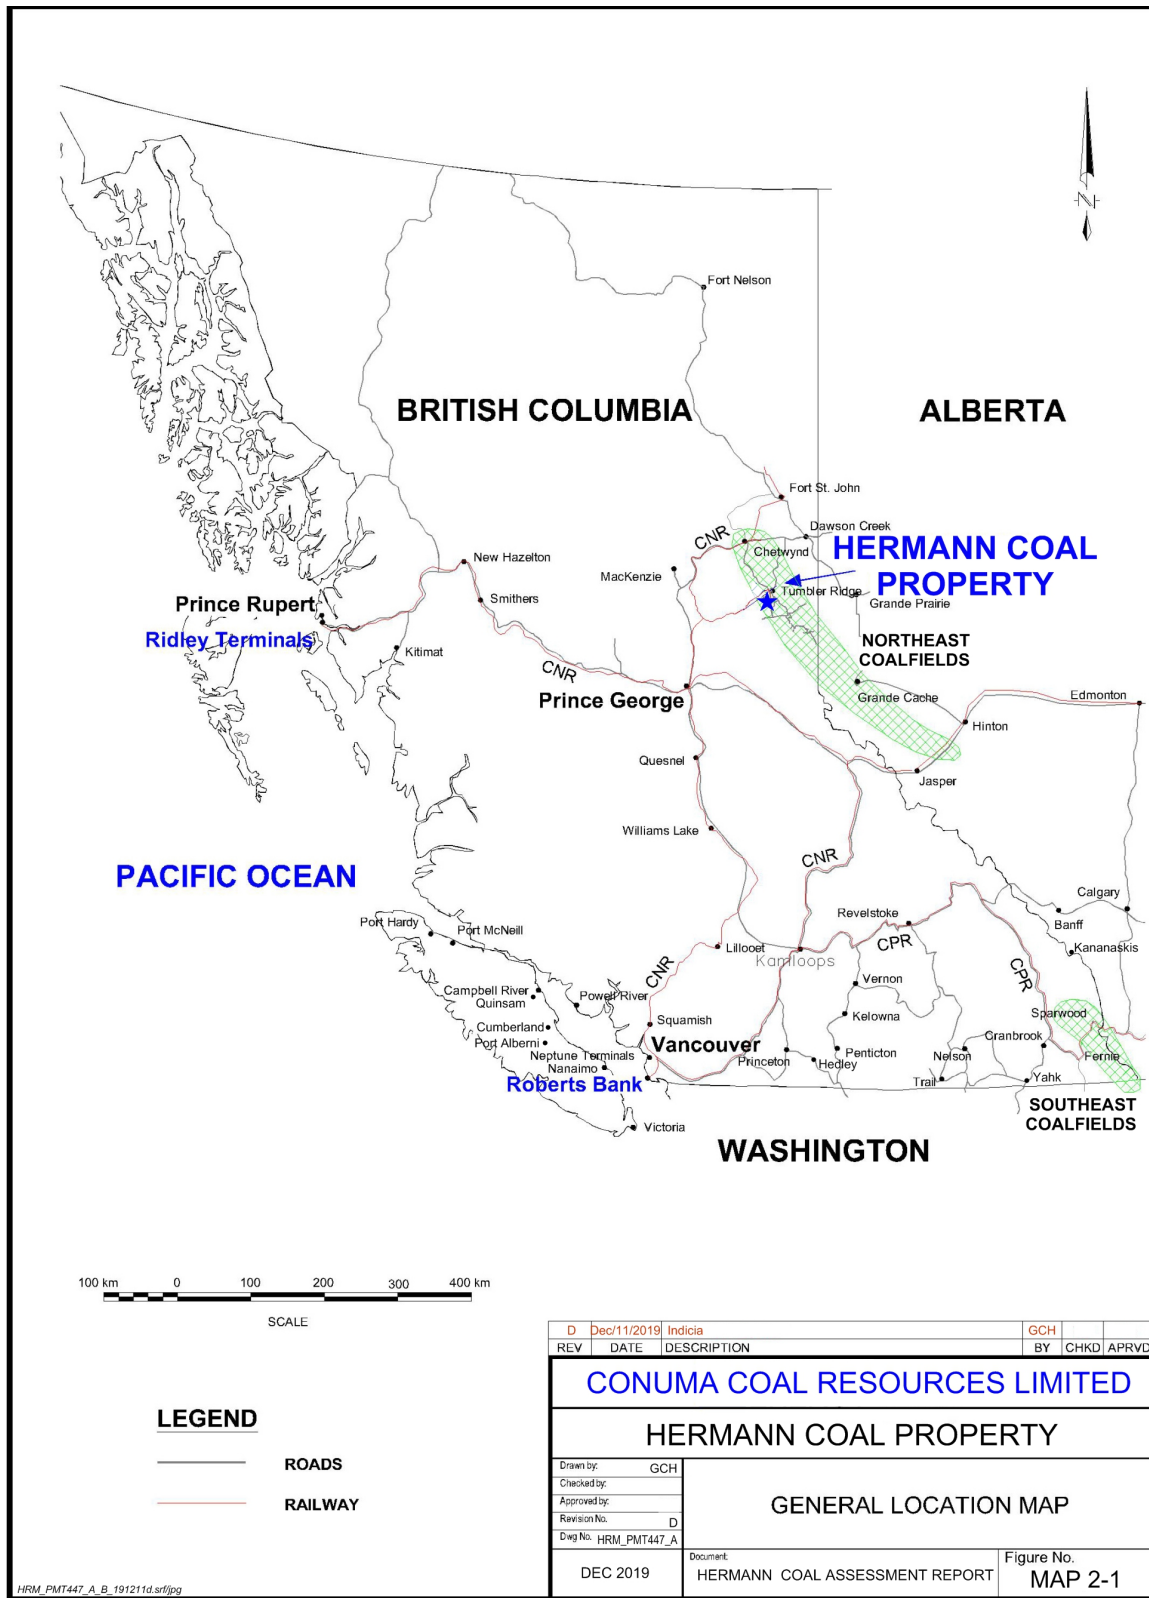 Fort Nelson
BRITISH COLUMBIA
ALBERTA
N
Fort St. John
CNR
Dawson Creek
Chetwynd
HERMANN COAL
PROPERTY
New Hazelton
MacKenzie
Tumbler Ridge
Grande Prairie
Smithers
Prince Rupert
Ridley Terminals
Kitimat
NORTHEAST
COALFIELDS
CNR
Prince George
Grande Cache
Edmonton
Hinton
Quesnel
Jasper
Williams Lake
CNR
PACIFIC OCEAN
Calgary
Banff
Revelstoke
Port Hardy
Port McNeill
CPR
Lillooet
Kamloops
Kananaskis
CNR
CPR
Vernon
Campbell River
Quinsam
Powell River
Kelowna
Sparwood
Squamish
Cumberland
Port Alberni
Vancouver
Cranbrook
Neptune Terminals
Nanaimo
Princeton
Hedley
Penticton
Nelson
Fernie
Roberts Bank
Trail
Yahk
SOUTHEAST
COALFIELDS
Victoria
WASHINGTON
100 km 0 100 200 300 400 km
SCALE
LEGEND
ROADS
RAILWAY
D Dec/11/2019 Indicia GCH
REV DATE DESCRIPTION BY CHKD APRVD
CONUMA COAL RESOURCES LIMITED
HERMANN COAL PROPERTY
Drawn by: GCH
Checked by:
Approved by:
Revision No. D
Dwg No. HRM_PMT447_A
GENERAL LOCATION MAP
DEC 2019
Document:
HERMANN COAL ASSESSMENT REPORT
Figure No.
MAP 2-1
HRM_PMT447_A_B_191211d.srf/jpg